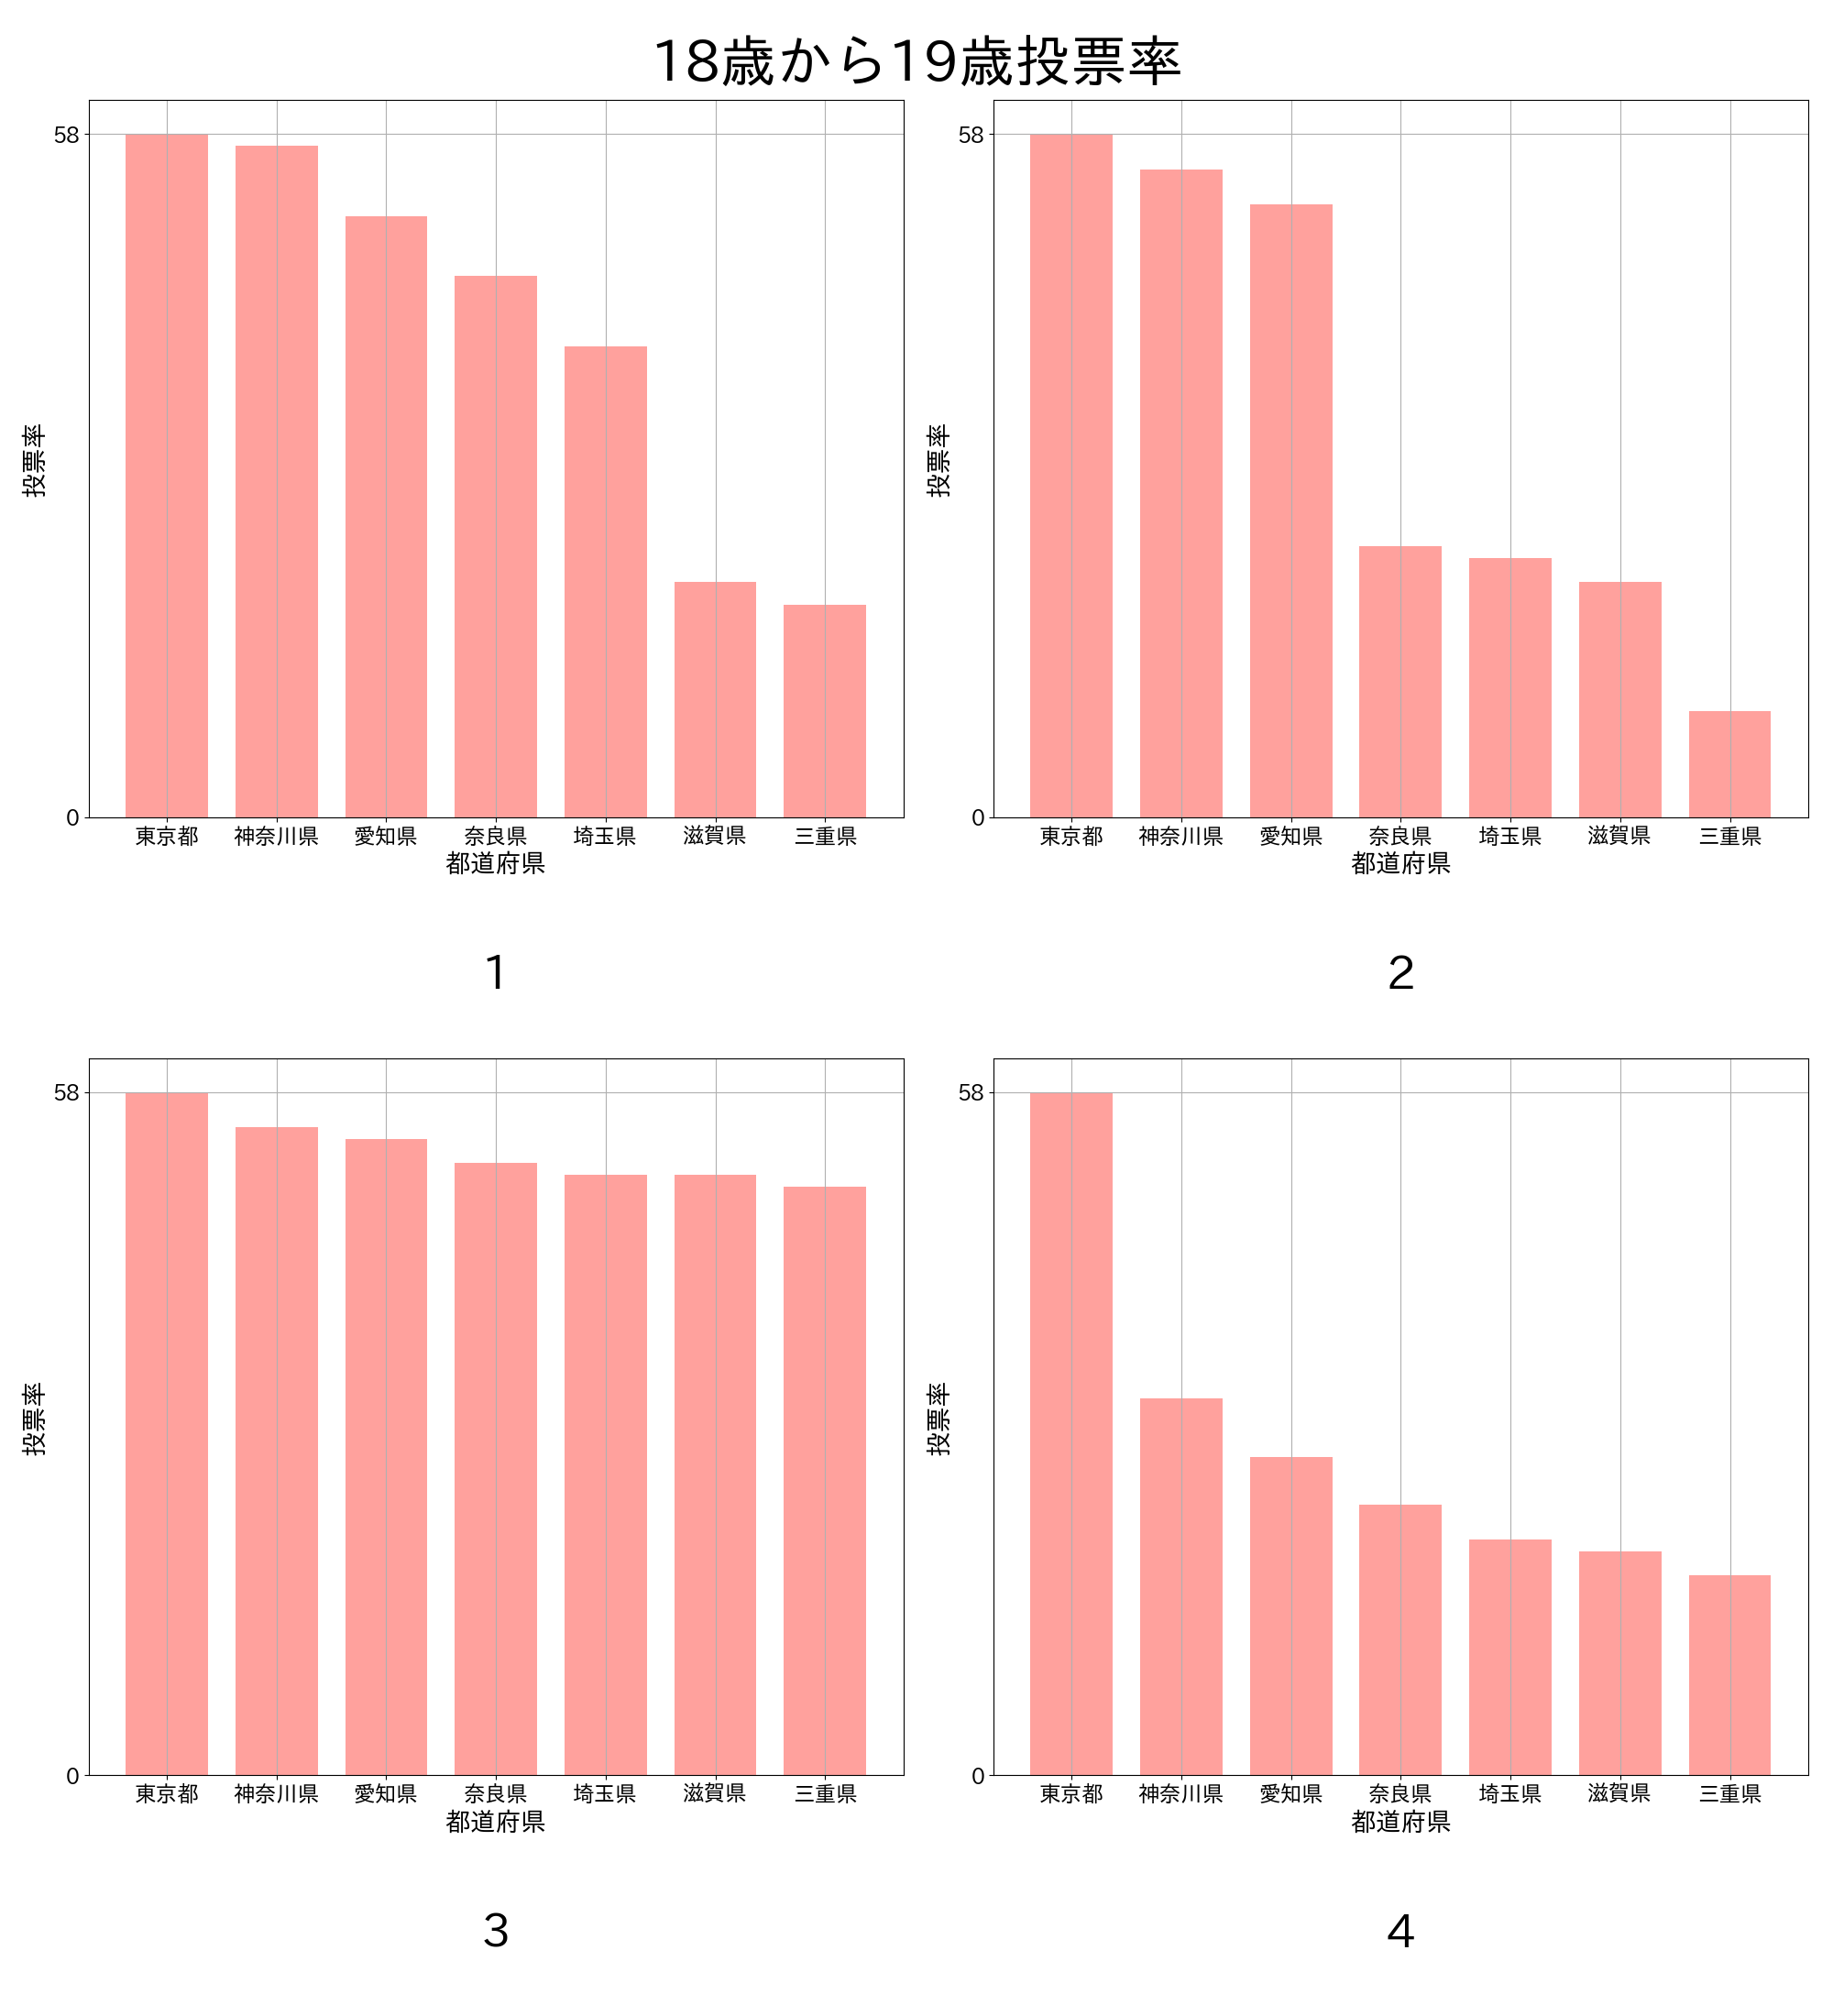 18歳から19歳投票率
58
0
投票率
東京都 神奈川県 愛知県 奈良県 埼玉県 滋賀県 三重県
都道府県
1
58
0
投票率
東京都 神奈川県 愛知県 奈良県 埼玉県 滋賀県 三重県
都道府県
2
58
0
投票率
東京都 神奈川県 愛知県 奈良県 埼玉県 滋賀県 三重県
都道府県
3
58
0
投票率
東京都 神奈川県 愛知県 奈良県 埼玉県 滋賀県 三重県
都道府県
4